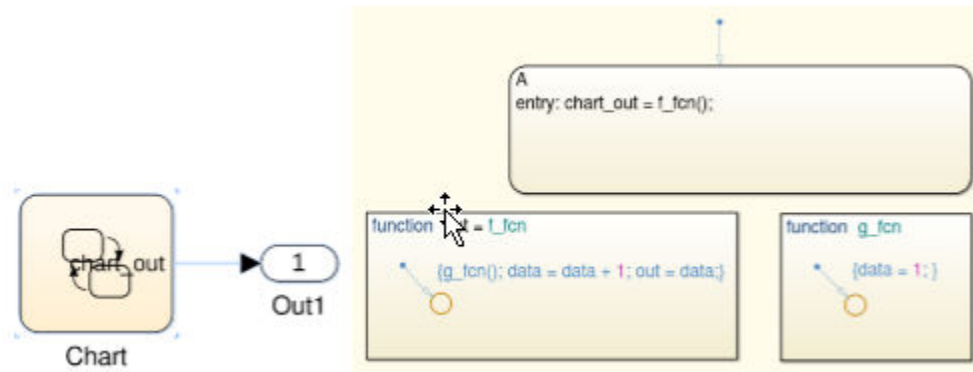 chart_out
Chart
1
Out1
A
entry: chart_out = f_fcn();
function = f_fcn
{g_fcn(); data = data + 1; out = data;}
function g_fcn
{data = 1; }